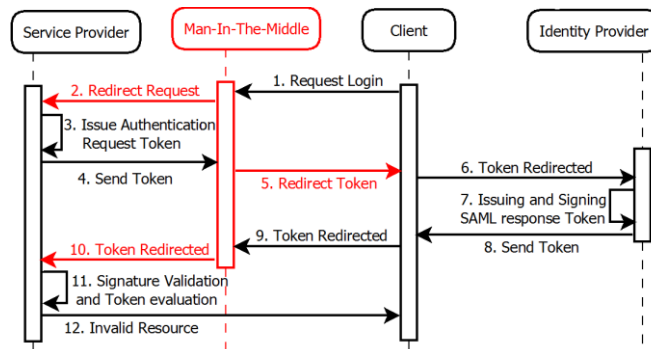 Service Provider
Man-In-The-Middle
Client
Identity Provider
1. Request Login
2. Redirect Request
3. Issue Authentication
Request Token
4. Send Token
5. Redirect Token
6. Token Redirected
7. Issuing and Signing
SAML response Token
8. Send Token
9. Token Redirected
10. Token Redirected
11. Signature Validation
and Token evaluation
12. Invalid Resource